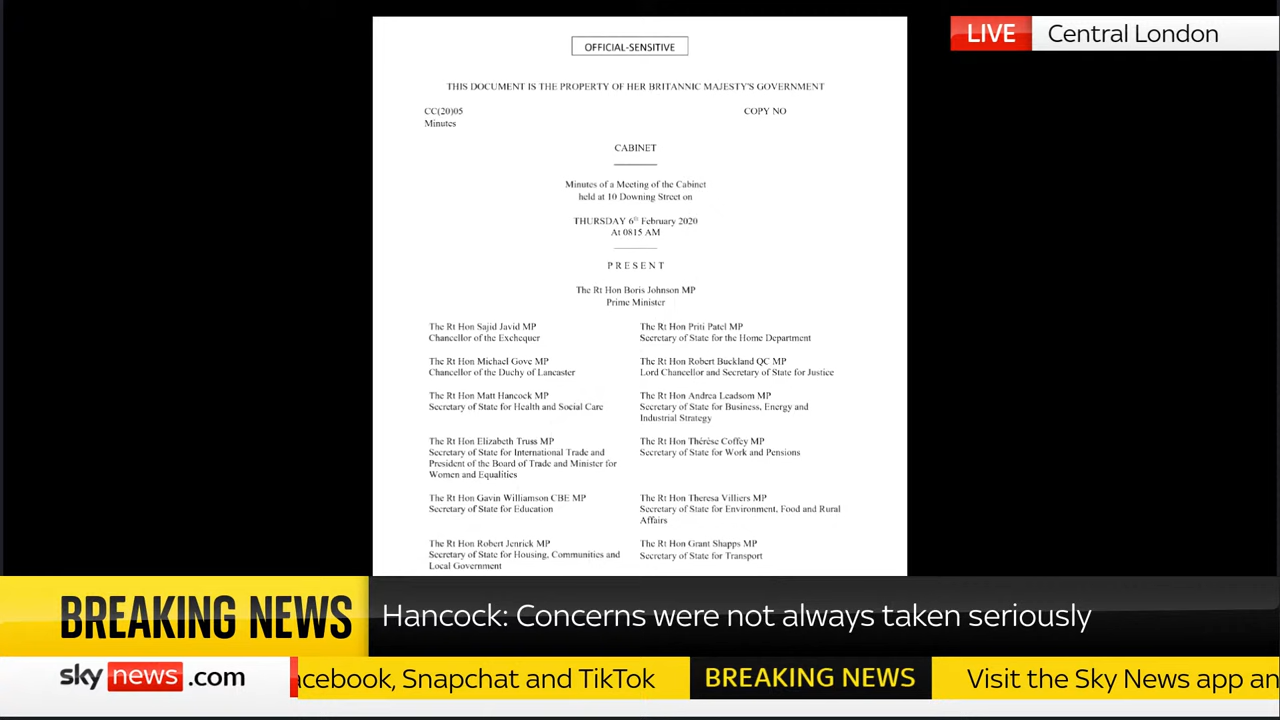 LIVE Central London
OFFICIAL-SENSITIVE
THIS DOCUMENT IS THE PROPERTY OF HER BRITANNIC MAJESTY'S GOVERNMENT
CC(20)05 COPY NO
Minutes
CABINET
Minutes of a Meeting of the Cabinet
held at 10 Downing Street on
THURSDAY 6th February 2020
At 0815 AM
PRESENT
The Rt Hon Boris Johnson MP
Prime Minister
The Rt Hon Sajid Javid MP
Chancellor of the Exchequer
The Rt Hon Priti Patel MP
Secretary of State for the Home Department
The Rt Hon Michael Gove MP
Chancellor of the Duchy of Lancaster
The Rt Hon Robert Buckland QC MP
Lord Chancellor and Secretary of State for Justice
The Rt Hon Matt Hancock MP
Secretary of State for Health and Social Care
The Rt Hon Andrea Leadsom MP
Secretary of State for Business, Energy and
Industrial Strategy
The Rt Hon Elizabeth Truss MP
Secretary of State for International Trade and
President of the Board of Trade and Minister for
Women and Equalities
The Rt Hon Thérèse Coffey MP
Secretary of State for Work and Pensions
The Rt Hon Gavin Williamson CBE MP
Secretary of State for Education
The Rt Hon Theresa Villiers MP
Secretary of State for Environment, Food and Rural
Affairs
The Rt Hon Robert Jenrick MP
Secretary of State for Housing, Communities and
Local Government
The Rt Hon Grant Shapps MP
Secretary of State for Transport
BREAKING NEWS Hancock: Concerns were not always taken seriously
sky news .com acebook, Snapchat and TikTok BREAKING NEWS Visit the Sky News app an